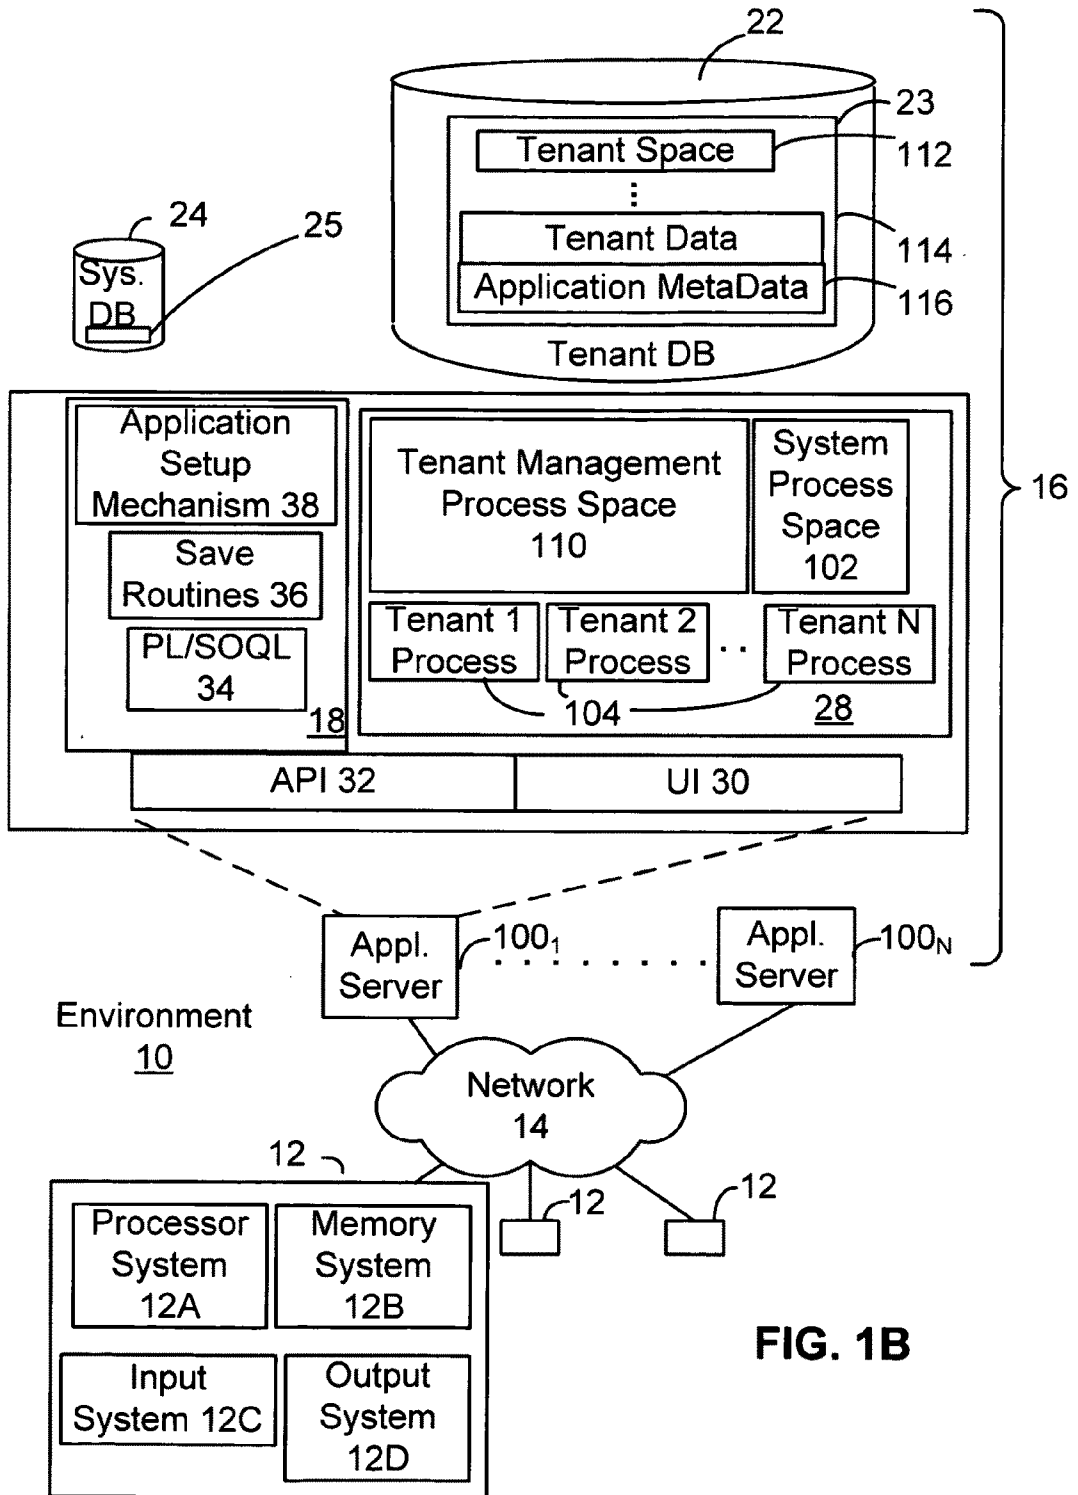 22
23
Tenant Space
112
24
25
Tenant Data
114
Sys.
DB
Application MetaData
116
Tenant DB
Application
Setup
Mechanism 38
Save
Routines 36
PL/SOQL
34
18
Tenant Management
Process Space
110
System
Process
Space
102
16
Tenant 1
Process
Tenant 2
Process
Tenant N
Process
104
28
API 32
UI 30
Appl.
Server
100₁
Appl.
Server
100N
Environment
10
Network
14
12
12
12
Processor
System
12A
Memory
System
12B
Input
System 12C
Output
System
12D
FIG. 1B